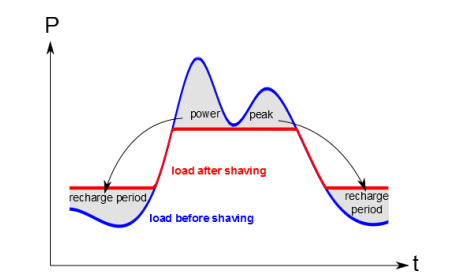 P
power peak
load after shaving
recharge period
recharge
period
load before shaving
t